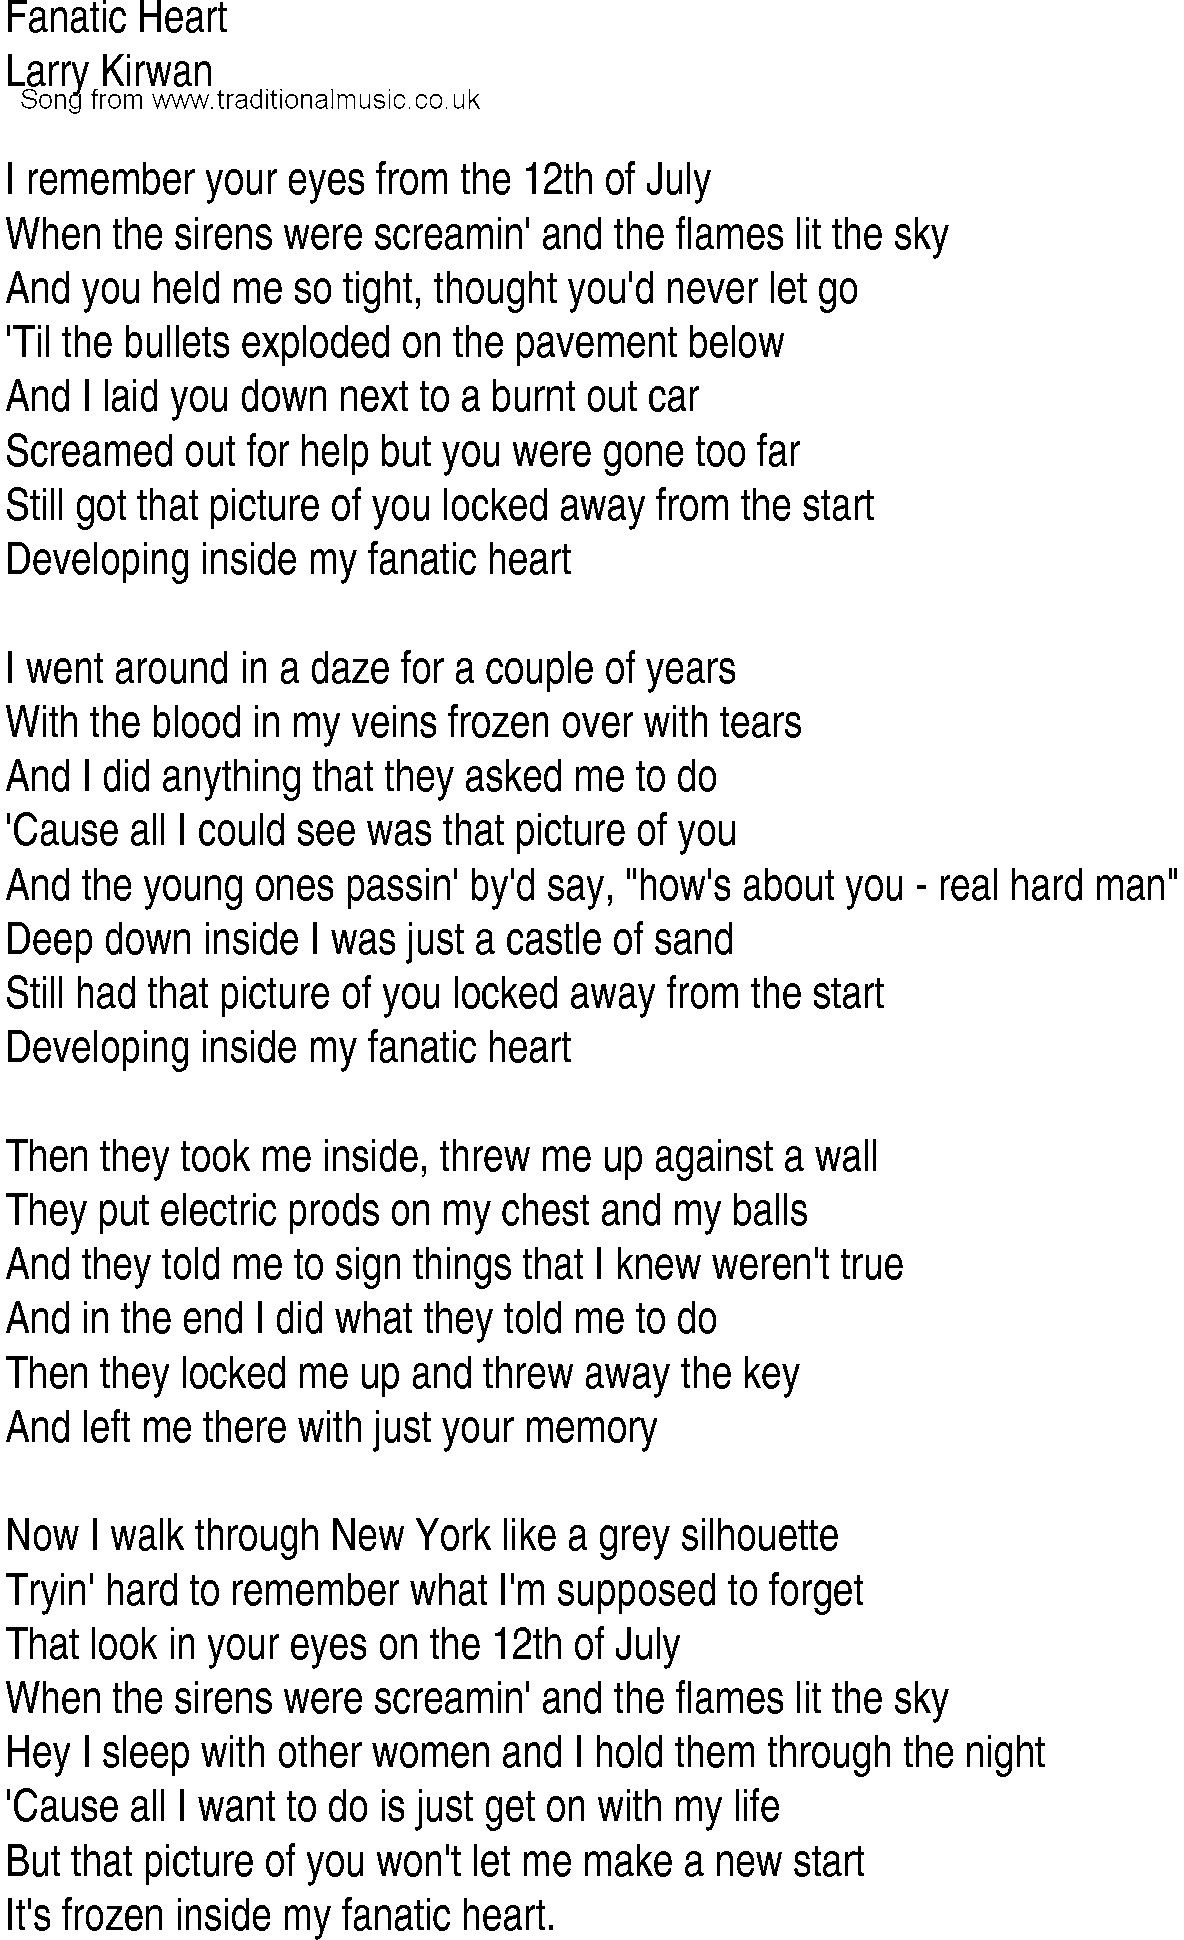 Fanatic Heart
Larry Kirwan
Song from www.traditionalmusic.co.uk

I remember your eyes from the 12th of July
When the sirens were screamin' and the flames lit the sky
And you held me so tight, thought you'd never let go
'Til the bullets exploded on the pavement below
And I laid you down next to a burnt out car
Screamed out for help but you were gone too far
Still got that picture of you locked away from the start
Developing inside my fanatic heart

I went around in a daze for a couple of years
With the blood in my veins frozen over with tears
And I did anything that they asked me to do
'Cause all I could see was that picture of you
And the young ones passin' by'd say, "how's about you - real hard man"
Deep down inside I was just a castle of sand
Still had that picture of you locked away from the start
Developing inside my fanatic heart

Then they took me inside, threw me up against a wall
They put electric prods on my chest and my balls
And they told me to sign things that I knew weren't true
And in the end I did what they told me to do
Then they locked me up and threw away the key
And left me there with just your memory

Now I walk through New York like a grey silhouette
Tryin' hard to remember what I'm supposed to forget
That look in your eyes on the 12th of July
When the sirens were screamin' and the flames lit the sky
Hey I sleep with other women and I hold them through the night
'Cause all I want to do is just get on with my life
But that picture of you won't let me make a new start
It's frozen inside my fanatic heart.